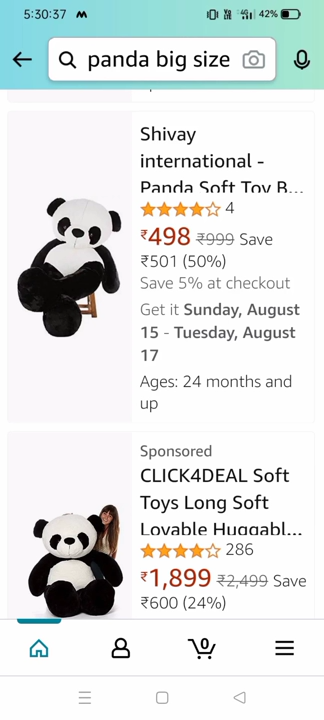 5:30:37
42%
panda big size
Shivay
international -
Panda Soft Toy B...
4
₹498 ₹999 Save
₹501 (50%)
Save 5% at checkout
Get it Sunday, August
15 - Tuesday, August
17
Ages: 24 months and
up
Sponsored
CLICK4DEAL Soft
Toys Long Soft
Lovable Huggabl...
286
₹1,899 ₹2,499 Save
₹600 (24%)
0